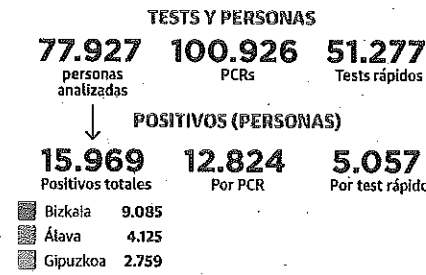 TESTS Y PERSONAS
77.927 100.926 51.277
personas analizadas PCRs Tests rápidos
POSITIVOS (PERSONAS)
15.969 12.824 5.057
Positivos totales Por PCR Por test rápido
Bizkaia 9.085
Álava 4.125
Gipuzkoa 2.759